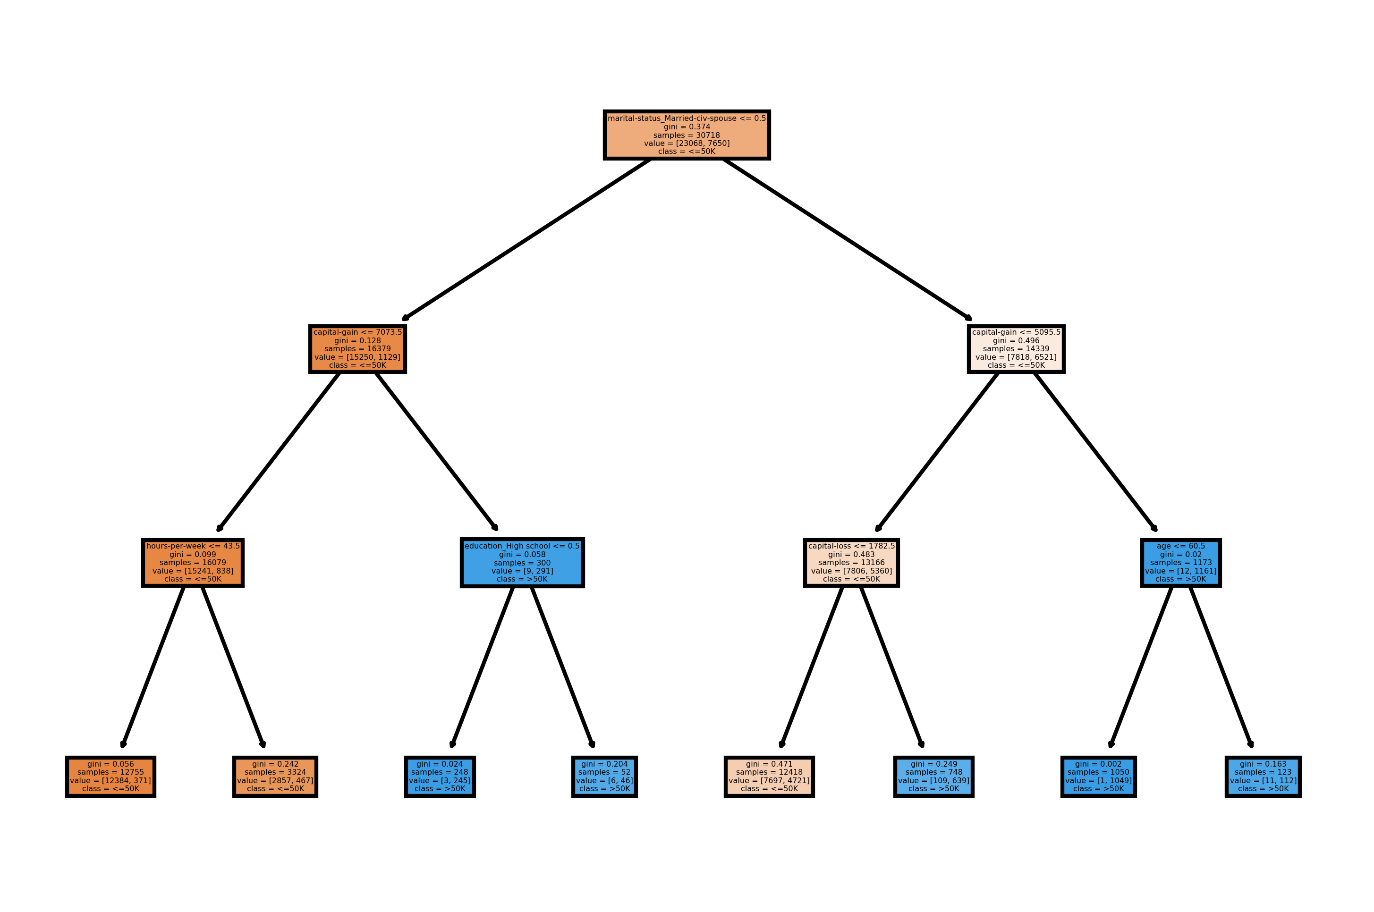 marital-status_Married-civ-spouse <= 0.5
gini = 0.374
samples = 30718
value = [23068, 7650]
class = <=50K
capital-gain <= 7073.5
gini = 0.128
samples = 16379
value = [15250, 1129]
class = <=50K
capital-gain <= 5095.5
gini = 0.496
samples = 14339
value = [7818, 6521]
class = <=50K
hours-per-week <= 43.5
gini = 0.099
samples = 16079
value = [15241, 838]
class = <=50K
education_High school <= 0.5
gini = 0.058
samples = 300
value = [9, 291]
class = >50K
capital-loss <= 1782.5
gini = 0.483
samples = 13166
value = [7806, 5360]
class = <=50K
age <= 60.5
gini = 0.02
samples = 1173
value = [12, 1161]
class = >50K
gini = 0.056
samples = 12755
value = [12384, 371]
class = <=50K
gini = 0.242
samples = 3324
value = [2857, 467]
class = <=50K
gini = 0.024
samples = 248
value = [3, 245]
class = >50K
gini = 0.204
samples = 52
value = [6, 46]
class = >50K
gini = 0.471
samples = 12418
value = [7697, 4721]
class = <=50K
gini = 0.249
samples = 748
value = [109, 639]
class = >50K
gini = 0.002
samples = 1050
value = [1, 1049]
class = >50K
gini = 0.163
samples = 123
value = [11, 112]
class = >50K